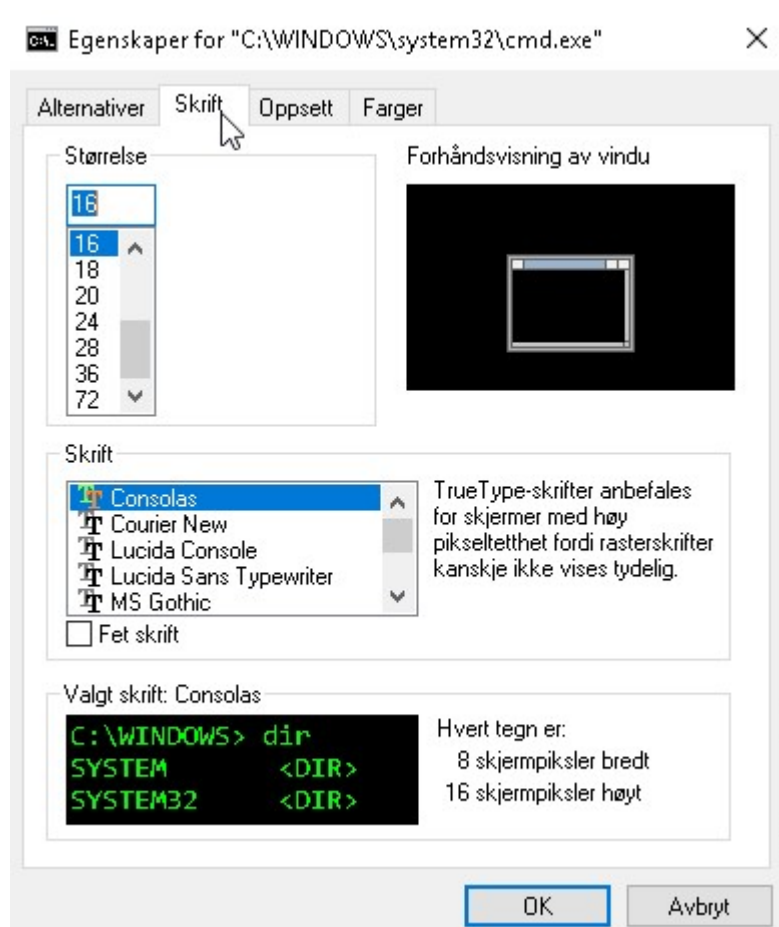 Egenskaper for "C:\WINDOWS\system32\cmd.exe"
Alternativer Skrift Oppsett Farger
Størrelse
16
16
18
20
24
28
36
72
Forhåndsvisning av vindu
Skrift
Consolas
Courier New
Lucida Console
Lucida Sans Typewriter
MS Gothic
Fet skrift
TrueType-skrifter anbefales
for skjermer med høy
pikseltetthet fordi rasterskrifter
kanskje ikke vises tydelig.
Valgt skrift: Consolas
C:\WINDOWS> dir
SYSTEM <DIR>
SYSTEM32 <DIR>
Hvert tegn er:
8 skjermpiksler bredt
16 skjermpiksler høyt
OK Avbryt